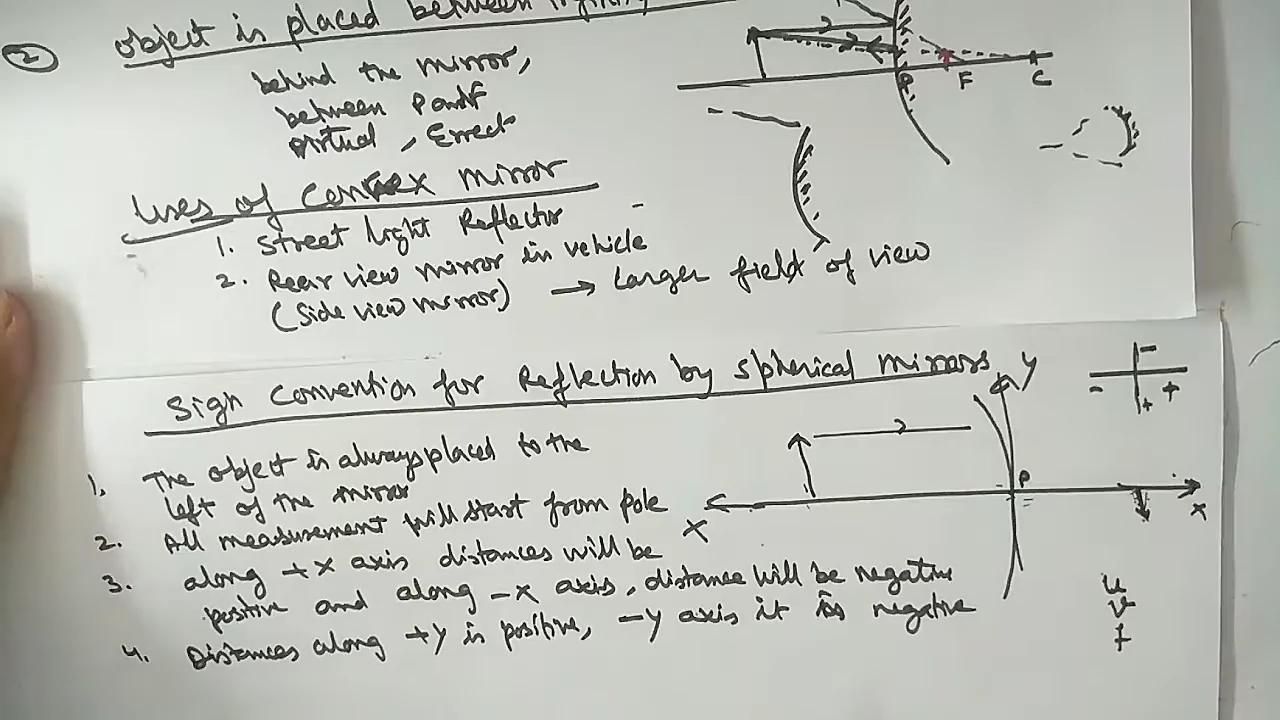 2 object is placed between
behind the mirror,
between P and F
virtual, Errect
P F C
Uses of Convex mirror
1. Street light Reflector
2. Rear view mirror in vehicle
(Side view mirror) → Larger field of view
Sign Convention for Reflection by spherical mirrors
Y
- - + +
1. The object is always placed to the
left of the mirror
2. All measurement will start from pole
3. along +X axis distances will be
positive and along -X axis, distance will be negative
4. Distances along +Y is positive, -Y axis it is negative
X P X
u
v
f